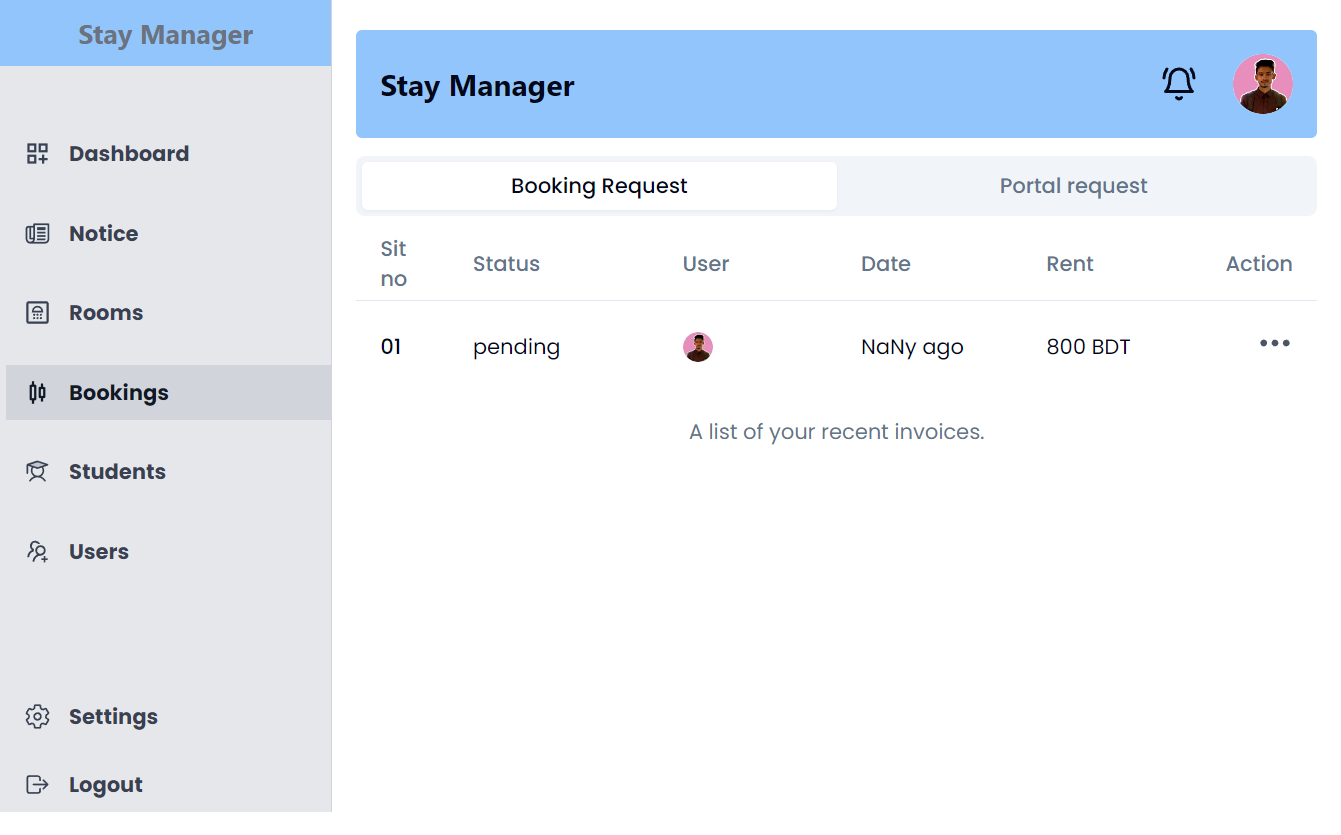 Stay Manager
Dashboard
Notice
Rooms
Bookings
Students
Users
Settings
Logout
Stay Manager
Booking Request Portal request
Sit no Status User Date Rent Action
01 pending NaNy ago 800 BDT •••
A list of your recent invoices.